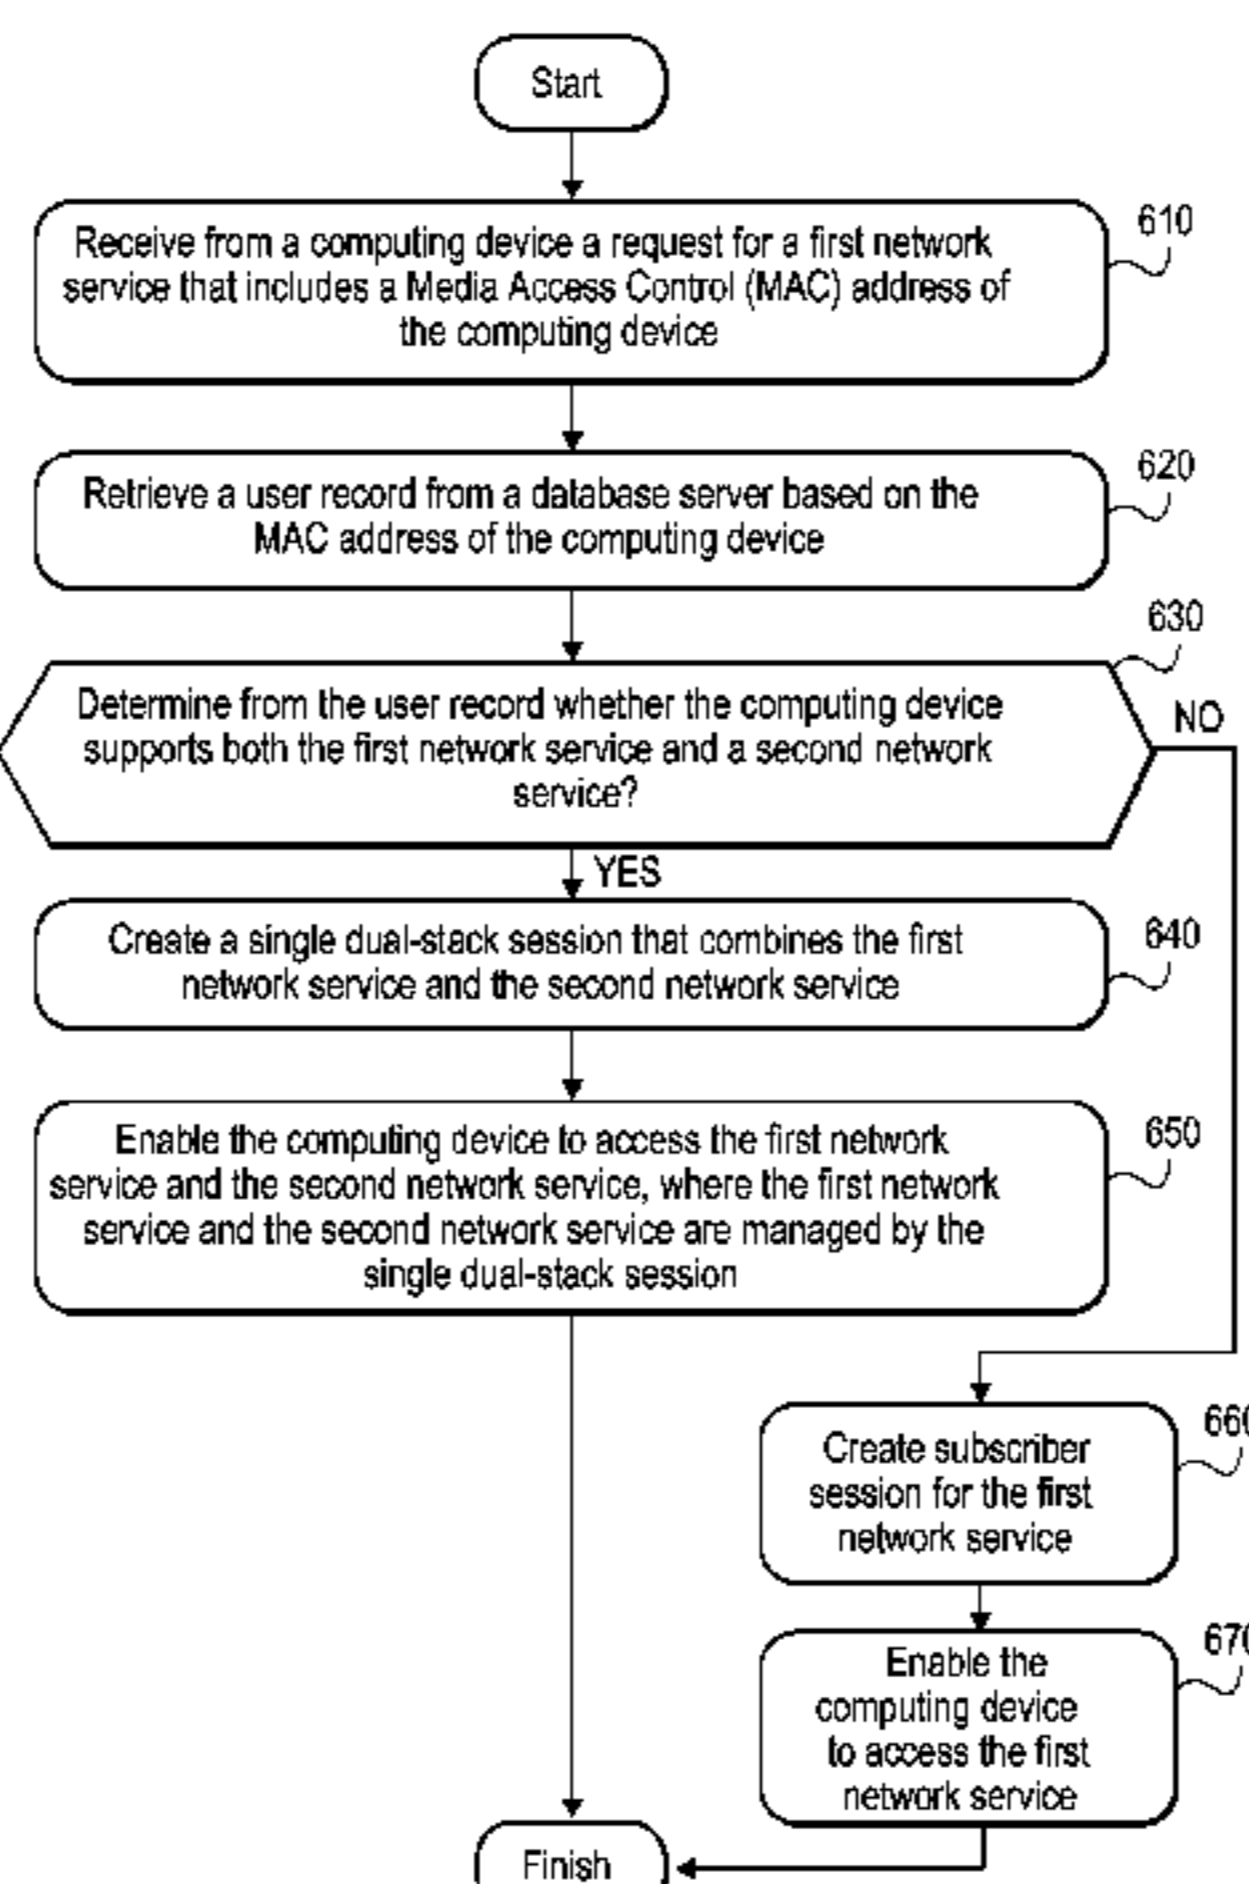 Start
610
Receive from a computing device a request for a first network
service that includes a Media Access Control (MAC) address of
the computing device
620
Retrieve a user record from a database server based on the
MAC address of the computing device
630
Determine from the user record whether the computing device
supports both the first network service and a second network
service?
NO
YES
640
Create a single dual-stack session that combines the first
network service and the second network service
650
Enable the computing device to access the first network
service and the second network service, where the first network
service and the second network service are managed by the
single dual-stack session
660
Create subscriber
session for the first
network service
670
Enable the
computing device
to access the first
network service
Finish